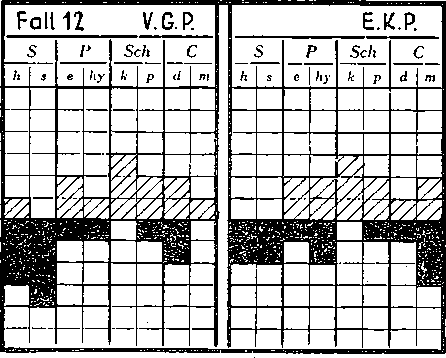 Fall 12 V.G.P. E.K.P.
S P Sch C S P Sch C
h s e hy k p d m h s e hy k p d m